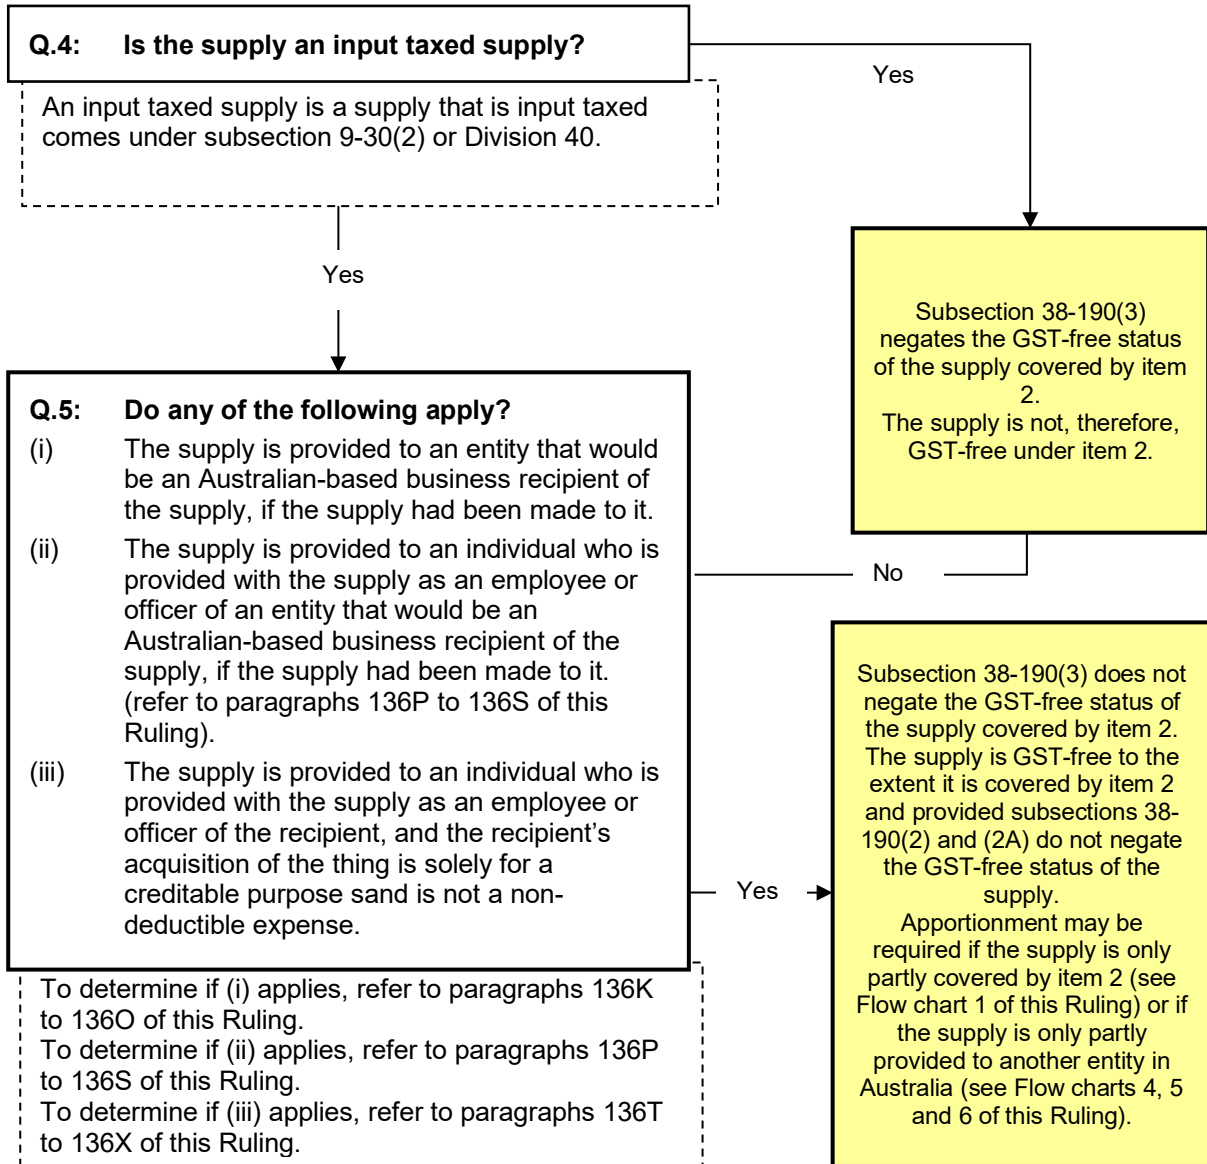 Q.4: Is the supply an input taxed supply?
Yes
An input taxed supply is a supply that is input taxed
comes under subsection 9-30(2) or Division 40.
Yes
Subsection 38-190(3)
negates the GST-free status
of the supply covered by item
2.
The supply is not, therefore,
GST-free under item 2.
Q.5: Do any of the following apply?
(i) The supply is provided to an entity that would
be an Australian-based business recipient of
the supply, if the supply had been made to it.
(ii) The supply is provided to an individual who is
provided with the supply as an employee or
officer of an entity that would be an
Australian-based business recipient of the
supply, if the supply had been made to it.
(refer to paragraphs 136P to 136S of this
Ruling).
(iii) The supply is provided to an individual who is
provided with the supply as an employee or
officer of the recipient, and the recipient's
acquisition of the thing is solely for a
creditable purpose sand is not a non-
deductible expense.
No
Yes
Subsection 38-190(3) does not
negate the GST-free status of
the supply covered by item 2.
The supply is GST-free to the
extent it is covered by item 2
and provided subsections 38-
190(2) and (2A) do not negate
the GST-free status of the
supply.
Apportionment may be
required if the supply is only
partly covered by item 2 (see
Flow chart 1 of this Ruling) or if
the supply is only partly
provided to another entity in
Australia (see Flow charts 4, 5
and 6 of this Ruling).
To determine if (i) applies, refer to paragraphs 136K
to 136O of this Ruling.
To determine if (ii) applies, refer to paragraphs 136P
to 136S of this Ruling.
To determine if (iii) applies, refer to paragraphs 136T
to 136X of this Ruling.